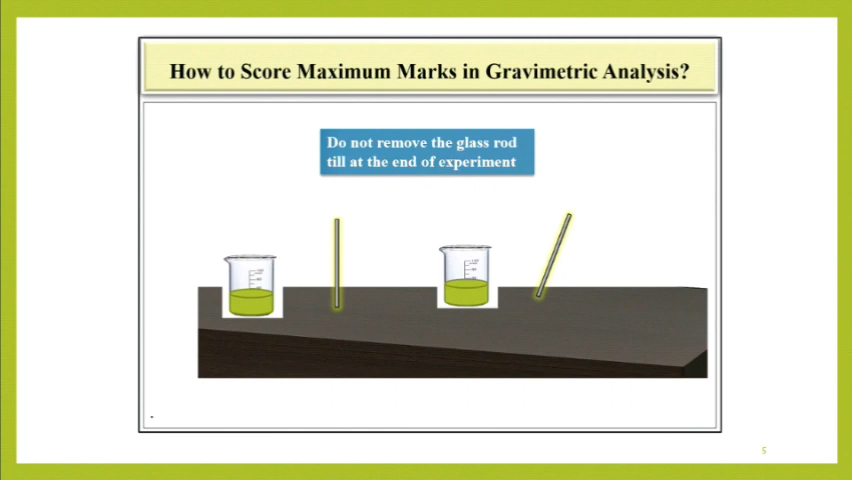 How to Score Maximum Marks in Gravimetric Analysis?
Do not remove the glass rod
till at the end of experiment
5